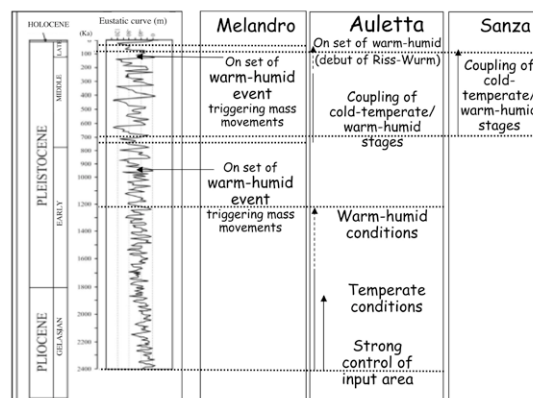 HOLOCENE
Eustatic curve (m)
(Ka)
0
100
200
300
400
500
600
700
800
900
1000
1200
1400
1600
1800
2000
2200
2400
LATE
MIDDLE
EARLY
GELASIAN
PLEISTOCENE
PLIOCENE
Melandro
On set of
warm-humid
event
triggering mass
movements
On set of
warm-humid
event
triggering mass
movements
Auletta
On set of warm-humid
(debut of Riss-Wurm)
Coupling of
cold-temperate/
warm-humid
stages
Warm-humid
conditions
Temperate
conditions
Strong
control of
input area
Sanza
Coupling of
cold-
temperate/
warm-humid
stages